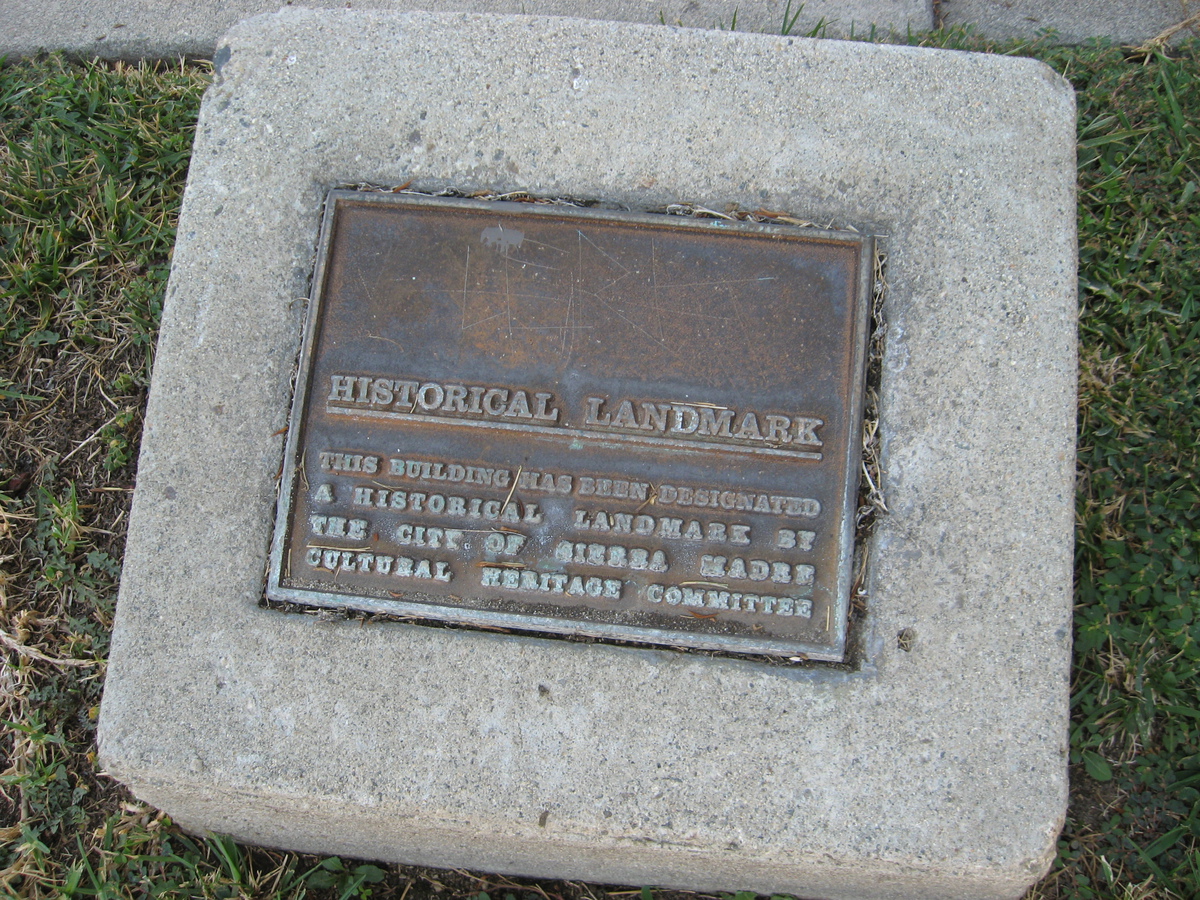 HISTORICAL LANDMARK
THIS BUILDING HAS BEEN DESIGNATED
A HISTORICAL LANDMARK BY
THE CITY OF SIERRA MADRE
CULTURAL HERITAGE COMMITTEE